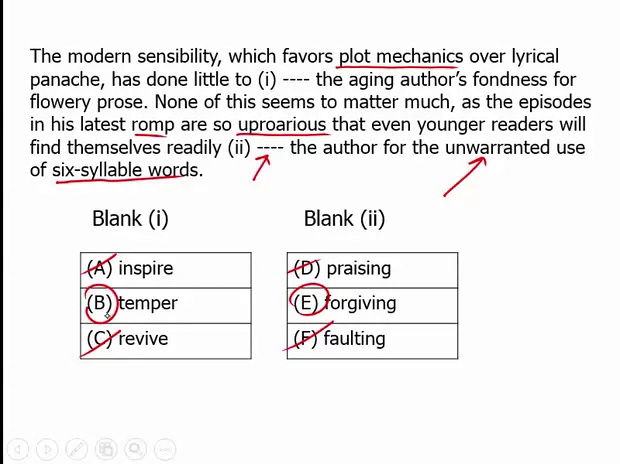 The modern sensibility, which favors plot mechanics over lyrical
panache, has done little to (i) ---- the aging author's fondness for
flowery prose. None of this seems to matter much, as the episodes
in his latest romp are so uproarious that even younger readers will
find themselves readily (ii) ---- the author for the unwarranted use
of six-syllable words.
Blank (i) Blank (ii)
(A) inspire (D) praising
(B) temper (E) forgiving
(C) revive (F) faulting